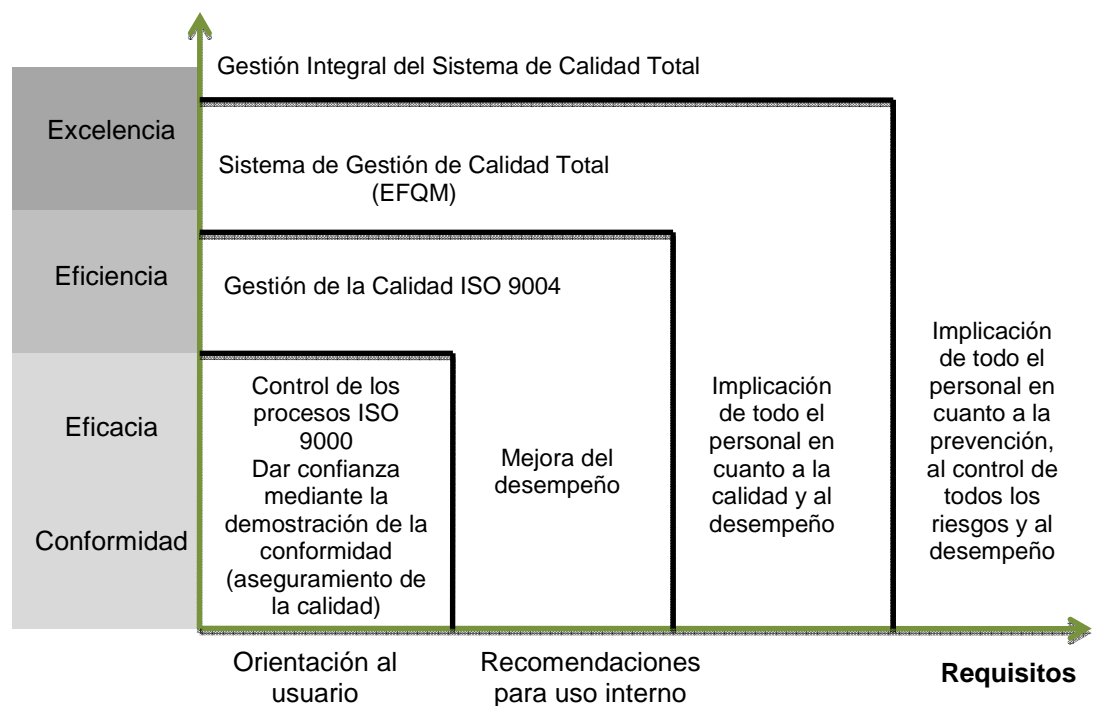 Gestión Integral del Sistema de Calidad Total
Excelencia
Sistema de Gestión de Calidad Total
(EFQM)
Eficiencia
Gestión de la Calidad ISO 9004
Eficacia
Conformidad
Control de los
procesos ISO
9000
Dar confianza
mediante la
demostración de la
conformidad
(aseguramiento de
la calidad)
Mejora del
desempeño
Implicación
de todo el
personal en
cuanto a la
calidad y al
desempeño
Implicación
de todo el
personal en
cuanto a la
prevención,
al control de
todos los
riesgos y al
desempeño
Orientación al
usuario
Recomendaciones
para uso interno
Requisitos